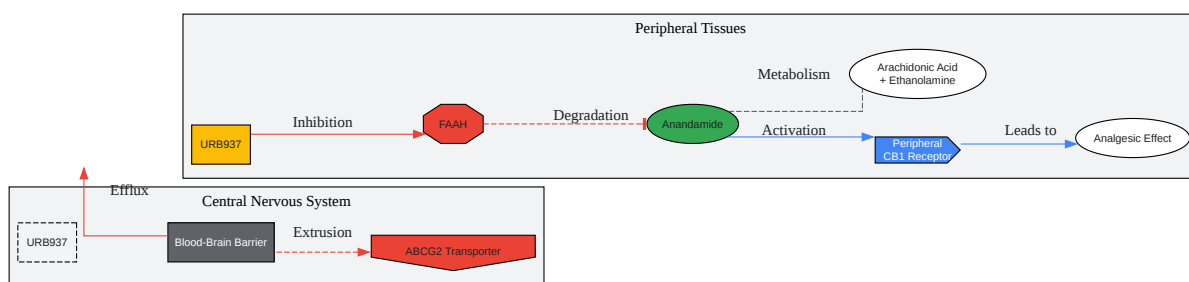 Peripheral Tissues
Arachidonic Acid
+ Ethanolamine
Metabolism
URB937
Inhibition
FAAH
Degradation
Anandamide
Activation
Peripheral
CB1 Receptor
Leads to
Analgesic Effect
Efflux
Central Nervous System
URB937
Blood-Brain Barrier
Extrusion
ABCG2 Transporter